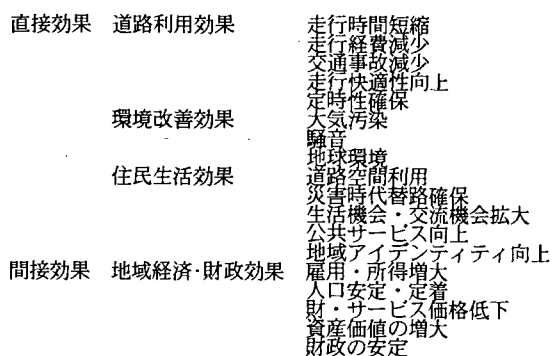 直接効果 道路利用効果 走行時間短縮
走行経費減少
交通事故減少
走行快適性向上
定時性確保
環境改善効果 大気汚染
騒音
地球環境
住民生活効果 道路空間利用
災害時代替路確保
生活機会・交流機会拡大
公共サービス向上
地域アイデンティティ向上
間接効果 地域経済・財政効果 雇用・所得増大
人口安定・定着
財・サービス価格低下
資産価値の増大
財政の安定